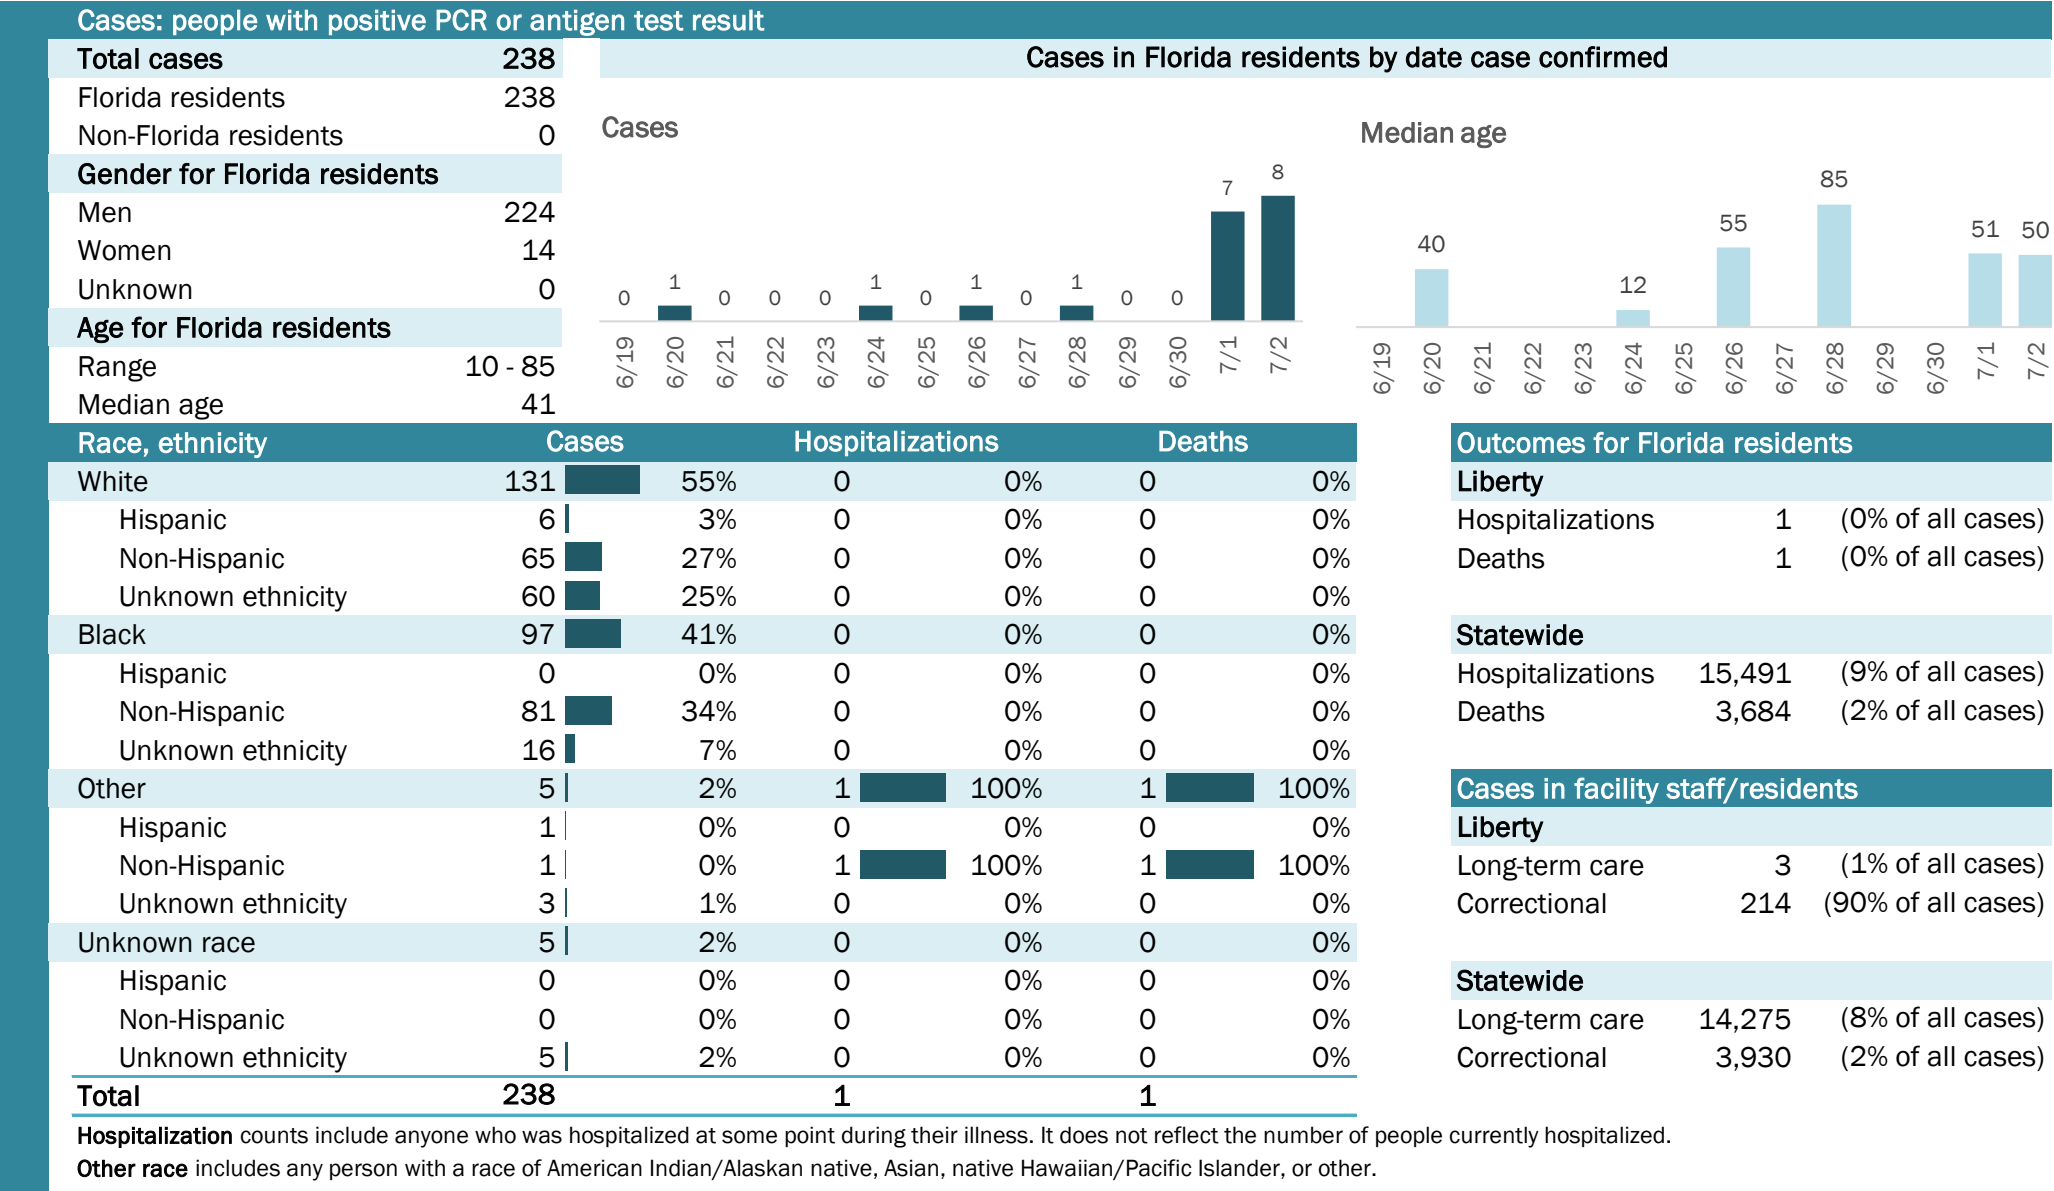 Cases: people with positive PCR or antigen test result
Total cases 238
Florida residents 238
Non-Florida residents 0
Gender for Florida residents
Men 224
Women 14
Unknown 0
Age for Florida residents
Range 10 - 85
Median age 41
Cases in Florida residents by date case confirmed
Cases
0 1 0 0 0 1 0 1 0 1 0 0 7 8
6/19 6/20 6/21 6/22 6/23 6/24 6/25 6/26 6/27 6/28 6/29 6/30 7/1 7/2
Median age
40 12 55 85 51 50
6/19 6/20 6/21 6/22 6/23 6/24 6/25 6/26 6/27 6/28 6/29 6/30 7/1 7/2
Race, ethnicity Cases Hospitalizations Deaths
White 131 55% 0 0% 0 0%
Hispanic 6 3% 0 0% 0 0%
Non-Hispanic 65 27% 0 0% 0 0%
Unknown ethnicity 60 25% 0 0% 0 0%
Black 97 41% 0 0% 0 0%
Hispanic 0 0% 0 0% 0 0%
Non-Hispanic 81 34% 0 0% 0 0%
Unknown ethnicity 16 7% 0 0% 0 0%
Other 5 2% 1 100% 1 100%
Hispanic 1 0% 0 0% 0 0%
Non-Hispanic 1 0% 1 100% 1 100%
Unknown ethnicity 3 1% 0 0% 0 0%
Unknown race 5 2% 0 0% 0 0%
Hispanic 0 0% 0 0% 0 0%
Non-Hispanic 0 0% 0 0% 0 0%
Unknown ethnicity 5 2% 0 0% 0 0%
Total 238 1 1
Outcomes for Florida residents
Liberty
Hospitalizations 1 (0% of all cases)
Deaths 1 (0% of all cases)
Statewide
Hospitalizations 15,491 (9% of all cases)
Deaths 3,684 (2% of all cases)
Cases in facility staff/residents
Liberty
Long-term care 3 (1% of all cases)
Correctional 214 (90% of all cases)
Statewide
Long-term care 14,275 (8% of all cases)
Correctional 3,930 (2% of all cases)
Hospitalization counts include anyone who was hospitalized at some point during their illness. It does not reflect the number of people currently hospitalized.
Other race includes any person with a race of American Indian/Alaskan native, Asian, native Hawaiian/Pacific Islander, or other.